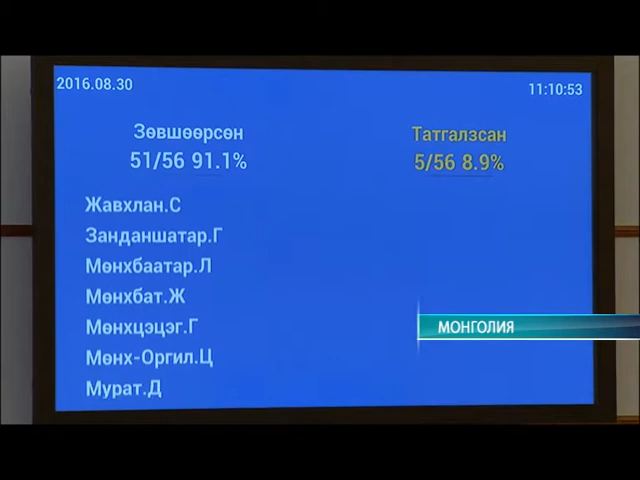 2016.08.30
11:10:53
Зөвшөөрсөн
Татгалзсан
51/56 91.1%
5/56 8.9%
Жавхлан.С
Занданшатар.Г
Мөнхбаатар.Л
Мөнхбат.Ж
Мөнхцэцэг.Г
Мөнх-Оргил.Ц
Мурат.Д
МОНГОЛИЯ